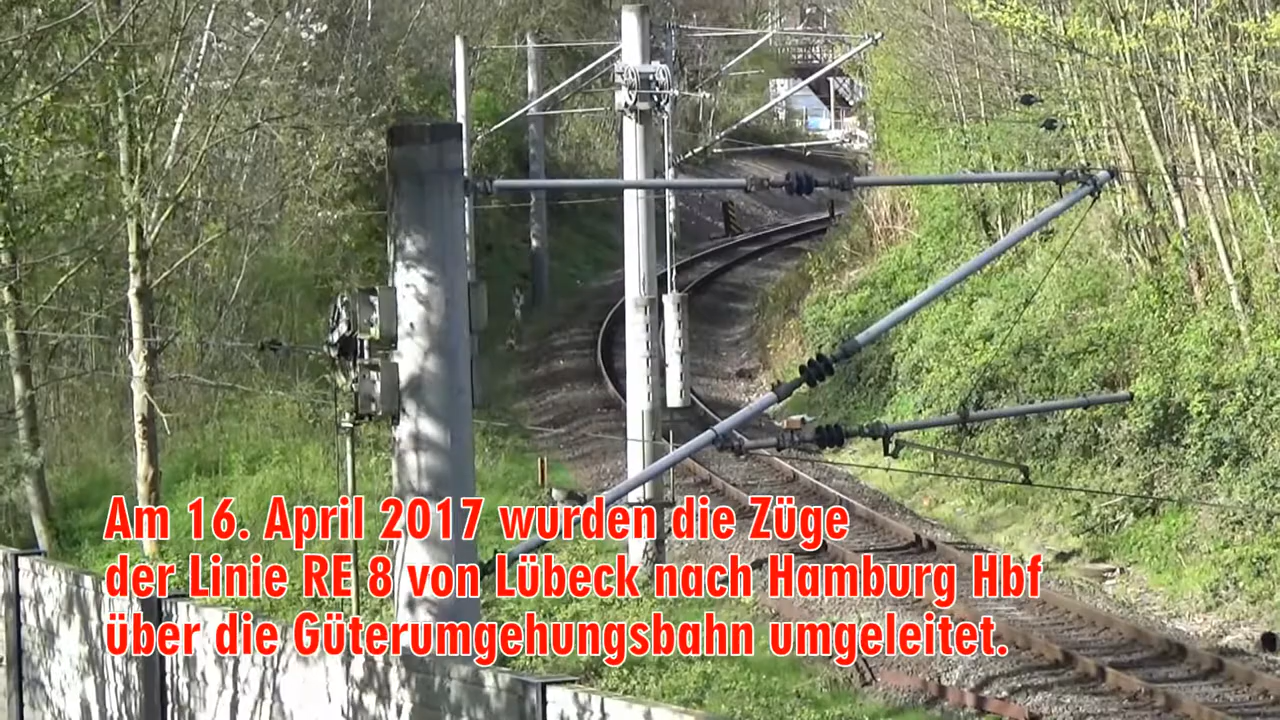 Am 16. April 2017 wurden die Züge
der Linie RE 8 von Lübeck nach Hamburg Hbf
über die Güterumgehungsbahn umgeleitet.